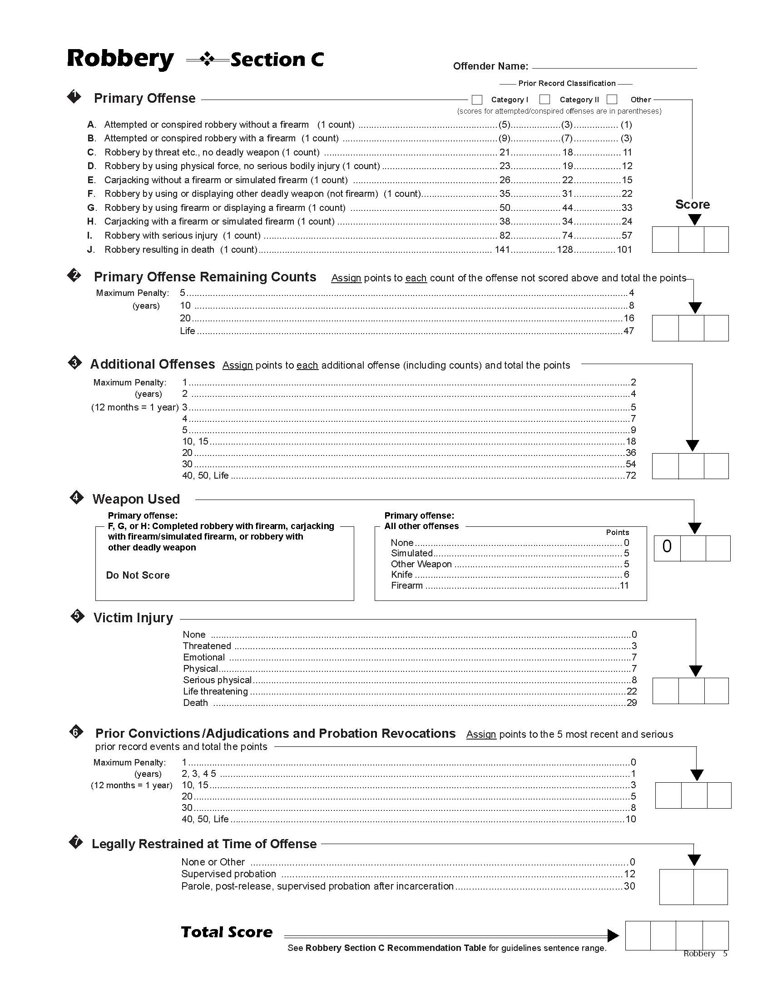 Robbery Section C
Offender Name:
Prior Record Classification
1 Primary Offense Category I Category II Other
(scores for attempted/conspired offenses are in parentheses)
A. Attempted or conspired robbery without a firearm (1 count) (5) (3) (1)
B. Attempted or conspired robbery with a firearm (1 count) (9) (7) (3)
C. Robbery by threat etc., no deadly weapon (1 count) 21 18 11
D. Robbery by using physical force, no serious bodily injury (1 count) 23 19 12
E. Carjacking without a firearm or simulated firearm (1 count) 26 22 15
F. Robbery by using or displaying other deadly weapon (not firearm) (1 count) 35 31 22
G. Robbery by using firearm or displaying a firearm (1 count) 50 44 33
Score
H. Carjacking with a firearm or simulated firearm (1 count) 38 34 24
I. Robbery with serious injury (1 count) 82 74 57
J. Robbery resulting in death (1 count) 141 128 101
2 Primary Offense Remaining Counts Assign points to each count of the offense not scored above and total the points
Maximum Penalty: 5 4
(years) 10 8
20 16
Life 47
3 Additional Offenses Assign points to each additional offense (including counts) and total the points
Maximum Penalty: 1 2
(years) 2 4
(12 months = 1 year) 3 5
4 7
5 9
10, 15 18
20 36
30 54
40, 50, Life 72
4 Weapon Used
Primary offense:
F, G, or H: Completed robbery with firearm, carjacking
with firearm/simulated firearm, or robbery with
other deadly weapon
Do Not Score
Primary offense:
All other offenses
Points
None 0
Simulated 5
Other Weapon 5
Knife 6
Firearm 11
0
5 Victim Injury
None 0
Threatened 3
Emotional 7
Physical 7
Serious physical 8
Life threatening 22
Death 29
6 Prior Convictions/Adjudications and Probation Revocations Assign points to the 5 most recent and serious
prior record events and total the points
Maximum Penalty: 1 0
(years) 2, 3, 4 5 1
(12 months = 1 year) 10, 15 3
20 5
30 8
40, 50, Life 10
7 Legally Restrained at Time of Offense
None or Other 0
Supervised probation 12
Parole, post-release, supervised probation after incarceration 30
Total Score
See Robbery Section C Recommendation Table for guidelines sentence range.
Robbery 5